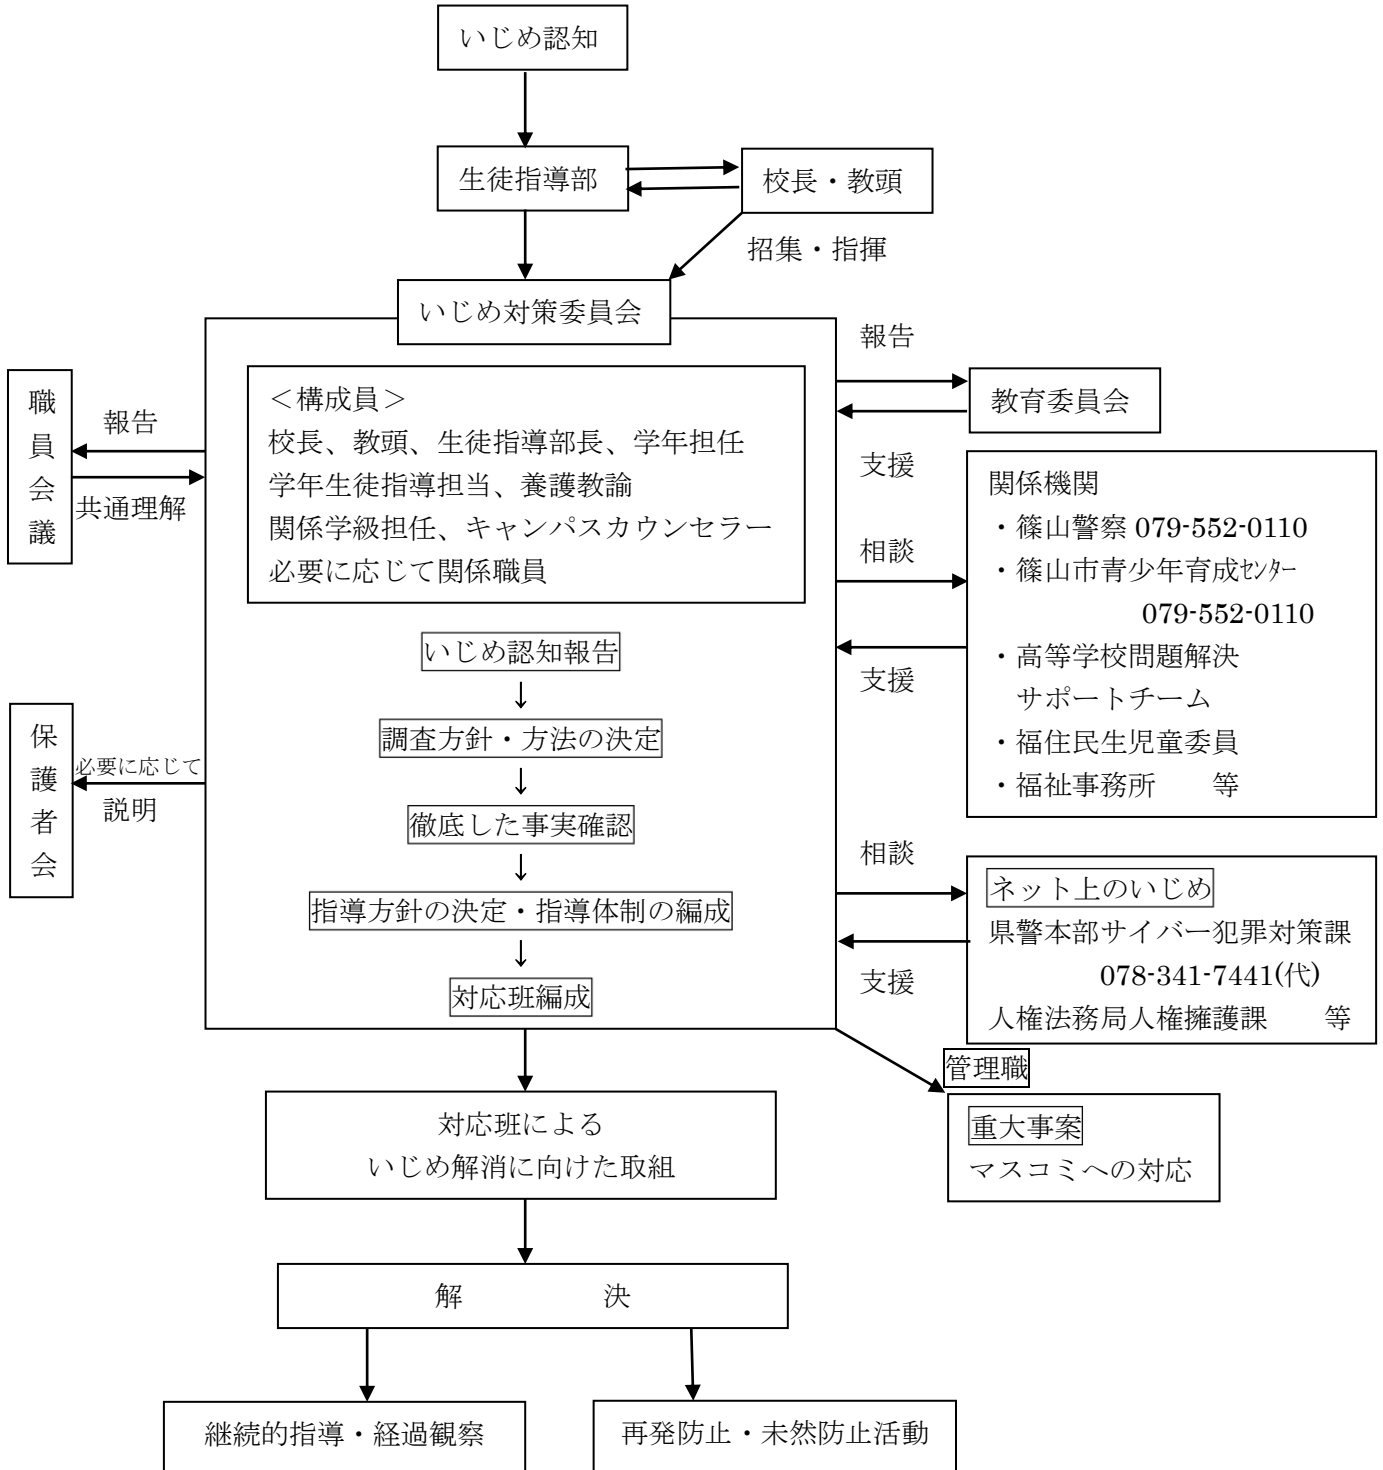 いじめ認知
生徒指導部
校長・教頭
招集・指揮
いじめ対策委員会
職員会議
報告
共通理解
保護者会
必要に応じて
説明
＜構成員＞
校長、教頭、生徒指導部長、学年担任
学年生徒指導担当、養護教諭
関係学級担任、キャンパスカウンセラー
必要に応じて関係職員
いじめ認知報告
↓
調査方針・方法の決定
↓
徹底した事実確認
↓
指導方針の決定・指導体制の編成
↓
対応班編成
報告
教育委員会
支援
相談
支援
関係機関
・篠山警察 079-552-0110
・篠山市青少年育成ｾﾝﾀｰ
079-552-0110
・高等学校問題解決
サポートチーム
・福住民生児童委員
・福祉事務所　　等
相談
支援
ネット上のいじめ
県警本部サイバー犯罪対策課
078-341-7441(代)
人権法務局人権擁護課　　等
管理職
重大事案
マスコミへの対応
対応班による
いじめ解消に向けた取組
解　　　　　決
継続的指導・経過観察
再発防止・未然防止活動